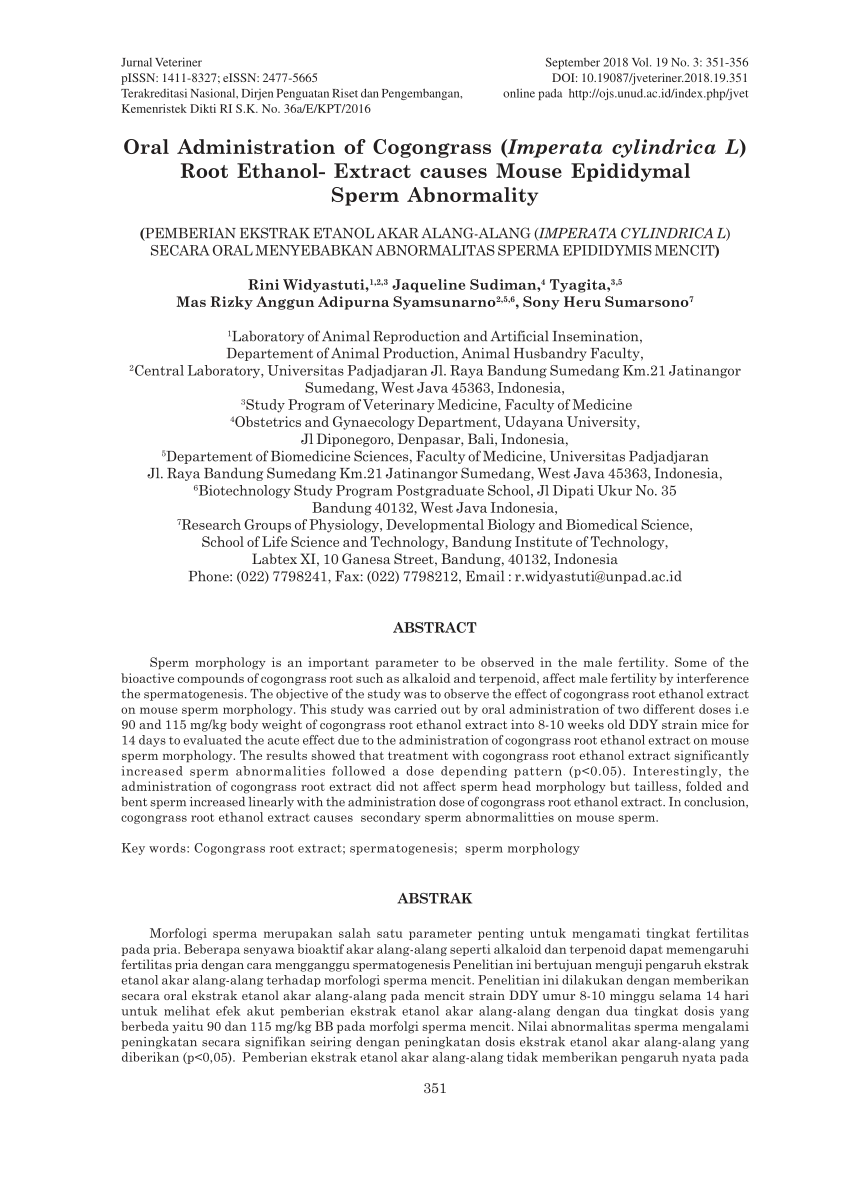 Jurnal Veteriner
pISSN: 1411-8327; eISSN: 2477-5665
Terakreditasi Nasional, Dirjen Penguatan Riset dan Pengembangan,
Kemenristek Dikti RI S.K. No. 36a/E/KPT/2016
September 2018 Vol. 19 No. 3: 351-356
DOI: 10.19087/jveteriner.2018.19.351
online pada http://ojs.unud.ac.id/index.php/jvet
Oral Administration of Cogongrass (Imperata cylindrica L)
Root Ethanol- Extract causes Mouse Epididymal
Sperm Abnormality
(PEMBERIAN EKSTRAK ETANOL AKAR ALANG-ALANG (IMPERATA CYLINDRICA L)
SECARA ORAL MENYEBABKAN ABNORMALITAS SPERMA EPIDIDYMIS MENCIT)
Rini Widyastuti,1,2,3 Jaqueline Sudiman,4 Tyagita,3,5
Mas Rizky Anggun Adipurna Syamsunarno2,5,6, Sony Heru Sumarsono7
1Laboratory of Animal Reproduction and Artificial Insemination,
Departement of Animal Production, Animal Husbandry Faculty,
2Central Laboratory, Universitas Padjadjaran Jl. Raya Bandung Sumedang Km.21 Jatinangor
Sumedang, West Java 45363, Indonesia,
3Study Program of Veterinary Medicine, Faculty of Medicine
4Obstetrics and Gynaecology Department, Udayana University,
Jl Diponegoro, Denpasar, Bali, Indonesia,
5Departement of Biomedicine Sciences, Faculty of Medicine, Universitas Padjadjaran
Jl. Raya Bandung Sumedang Km.21 Jatinangor Sumedang, West Java 45363, Indonesia,
6Biotechnology Study Program Postgraduate School, Jl Dipati Ukur No. 35
Bandung 40132, West Java Indonesia,
7Research Groups of Physiology, Developmental Biology and Biomedical Science,
School of Life Science and Technology, Bandung Institute of Technology,
Labtex XI, 10 Ganesa Street, Bandung, 40132, Indonesia
Phone: (022) 7798241, Fax: (022) 7798212, Email : r.widyastuti@unpad.ac.id
ABSTRACT
Sperm morphology is an important parameter to be observed in the male fertility. Some of the
bioactive compounds of cogongrass root such as alkaloid and terpenoid, affect male fertility by interference
the spermatogenesis. The objective of the study was to observe the effect of cogongrass root ethanol extract
on mouse sperm morphology. This study was carried out by oral administration of two different doses i.e
90 and 115 mg/kg body weight of cogongrass root ethanol extract into 8-10 weeks old DDY strain mice for
14 days to evaluated the acute effect due to the administration of cogongrass root ethanol extract on mouse
sperm morphology. The results showed that treatment with cogongrass root ethanol extract significantly
increased sperm abnormalities followed a dose depending pattern (p<0.05). Interestingly, the
administration of cogongrass root extract did not affect sperm head morphology but tailless, folded and
bent sperm increased linearly with the administration dose of cogongrass root ethanol extract. In conclusion,
cogongrass root ethanol extract causes secondary sperm abnormalitties on mouse sperm.
Key words: Cogongrass root extract; spermatogenesis; sperm morphology
ABSTRAK
Morfologi sperma merupakan salah satu parameter penting untuk mengamati tingkat fertilitas
pada pria. Beberapa senyawa bioaktif akar alang-alang seperti alkaloid dan terpenoid dapat memengaruhi
fertilitas pria dengan cara mengganggu spermatogenesis Penelitian ini bertujuan menguji pengaruh ekstrak
etanol akar alang-alang terhadap morfologi sperma mencit. Penelitian ini dilakukan dengan memberikan
secara oral ekstrak etanol akar alang-alang pada mencit strain DDY umur 8-10 minggu selama 14 hari
untuk melihat efek akut pemberian ekstrak etanol akar alang-alang dengan dua tingkat dosis yang
berbeda yaitu 90 dan 115 mg/kg BB pada morfolgi sperma mencit. Nilai abnormalitas sperma mengalami
peningkatan secara signifikan seiring dengan peningkatan dosis ekstrak etanol akar alang-alang yang
diberikan (p<0,05). Pemberian ekstrak etanol akar alang-alang tidak memberikan pengaruh nyata pada
351